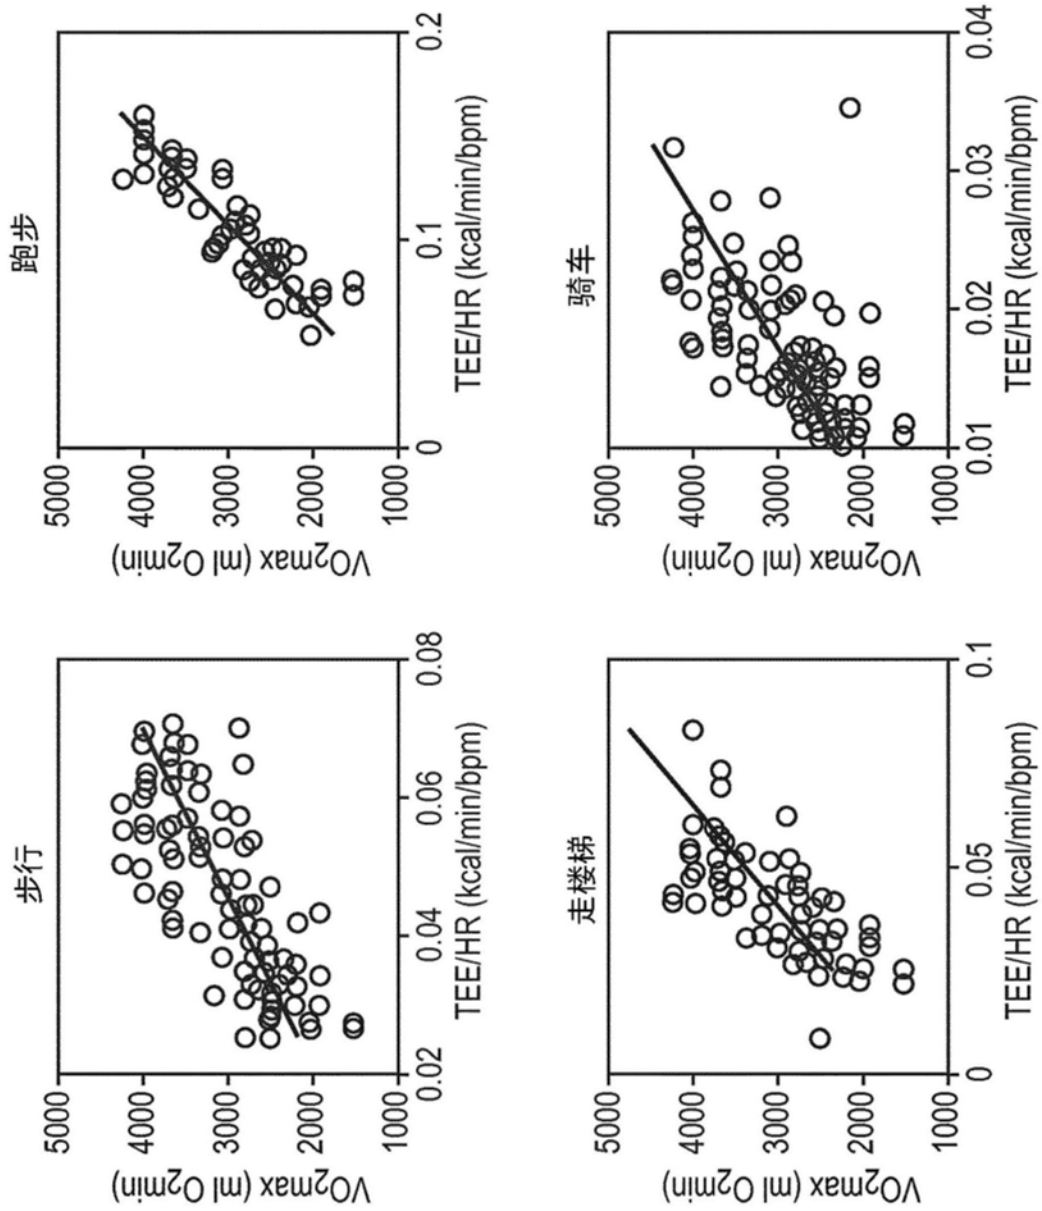 步行
VO₂max (ml O₂min)
5000
4000
3000
2000
1000
0.02
0.04
0.06
0.08
TEE/HR (kcal/min/bpm)
跑步
VO₂max (ml O₂min)
5000
4000
3000
2000
1000
0
0.1
0.2
TEE/HR (kcal/min/bpm)
走楼梯
VO₂max (ml O₂min)
5000
4000
3000
2000
1000
0
0.05
0.1
TEE/HR (kcal/min/bpm)
骑车
VO₂max (ml O₂min)
5000
4000
3000
2000
1000
0.01
0.02
0.03
0.04
TEE/HR (kcal/min/bpm)